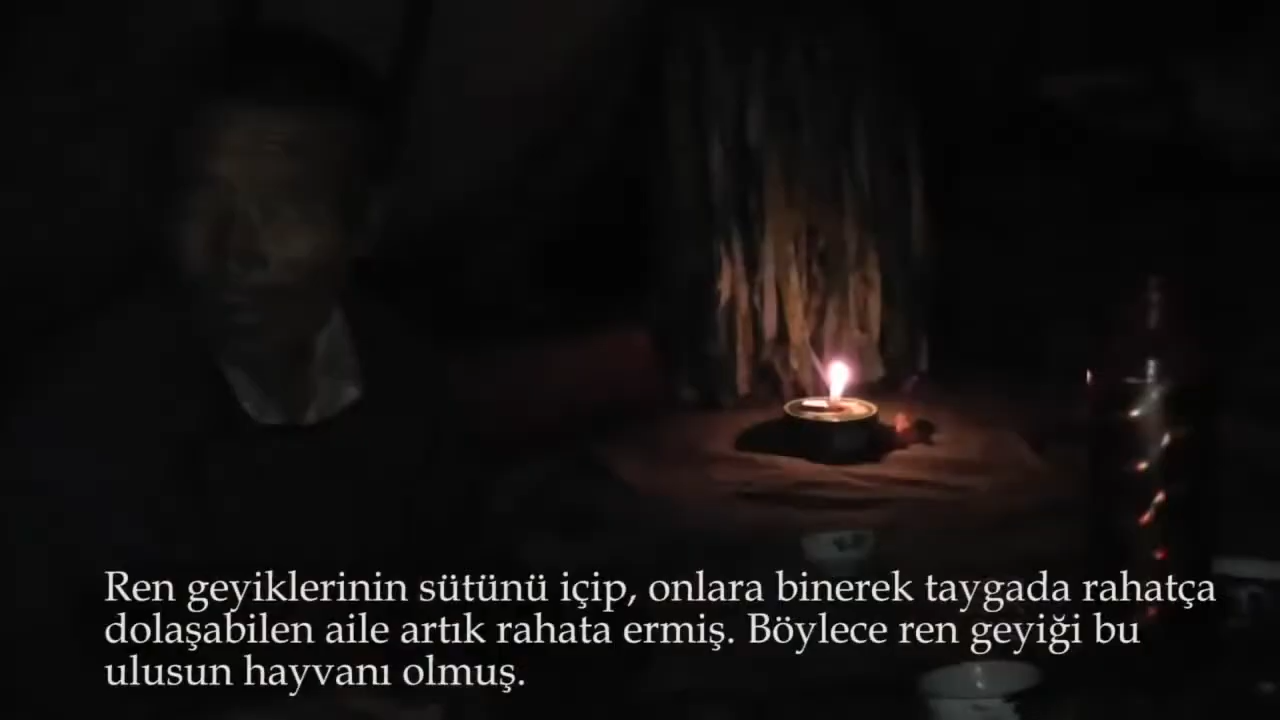 Ren geyiklerinin sütünü içip, onlara binerek taygada rahatça
dolaşabilen aile artık rahata ermiş. Böylece ren geyiği bu
ulusun hayvanı olmuş.